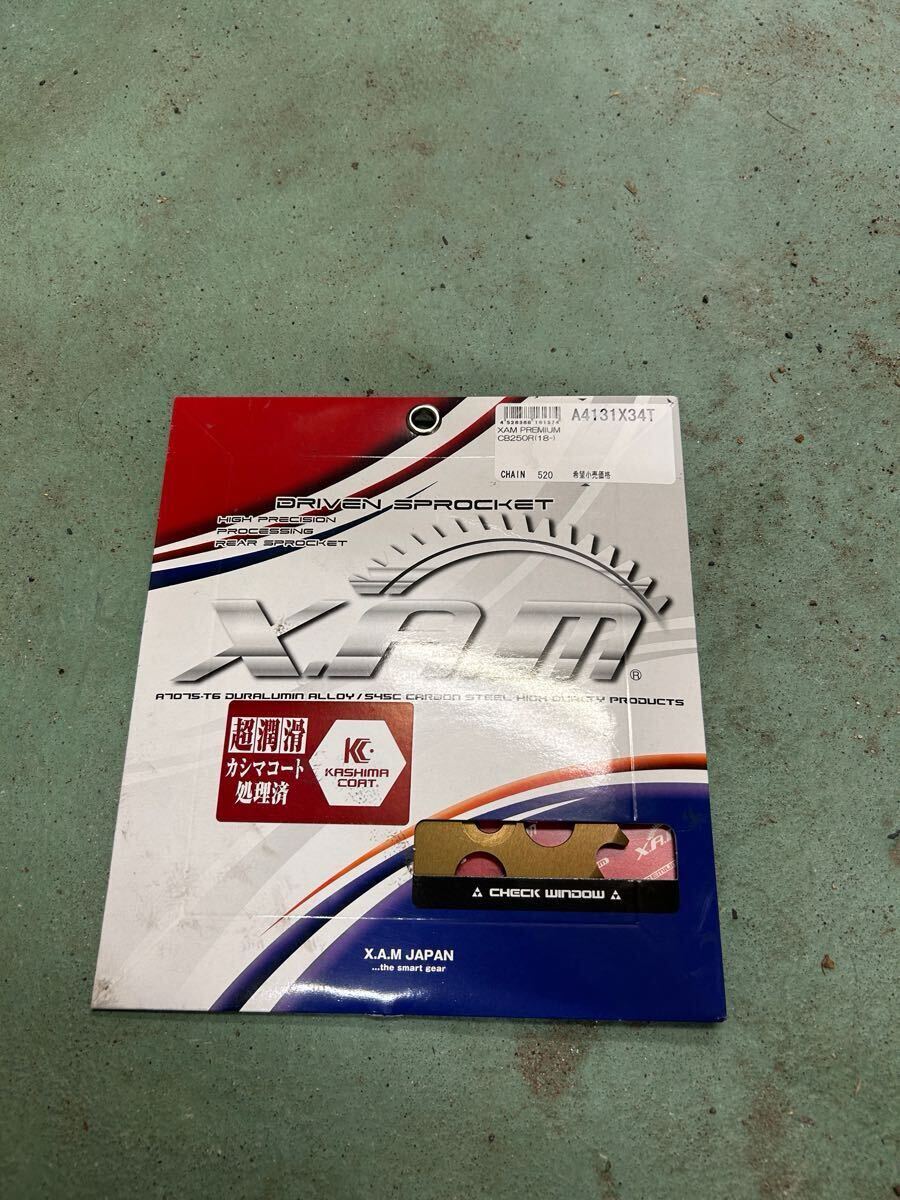 A4131X34T
XAM PREMIUM
CB250R(18-)
CHAIN 520 希望小売価格
DRIVEN SPROCKET
HIGH PRECISION
PROCESSING
REAR SPROCKET
X.A.M ®
A7075-T6 DURALUMIN ALLOY/S45C CARBON STEEL HIGH QUALITY PRODUCTS
超潤滑
カシマコート
処理済
KC
KASHIMA
COAT®
X.A.M
CHECK WINDOW
X.A.M JAPAN
...the smart gear